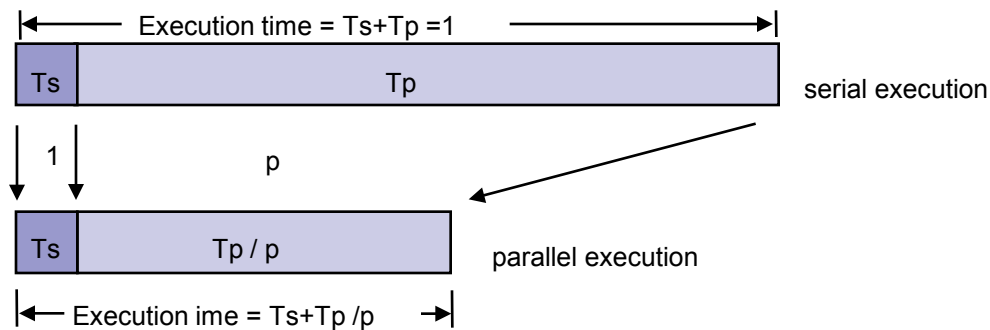 Execution time = Ts+Tp =1
Ts
Tp
serial execution
1
p
Ts
Tp / p
parallel execution
Execution ime = Ts+Tp /p